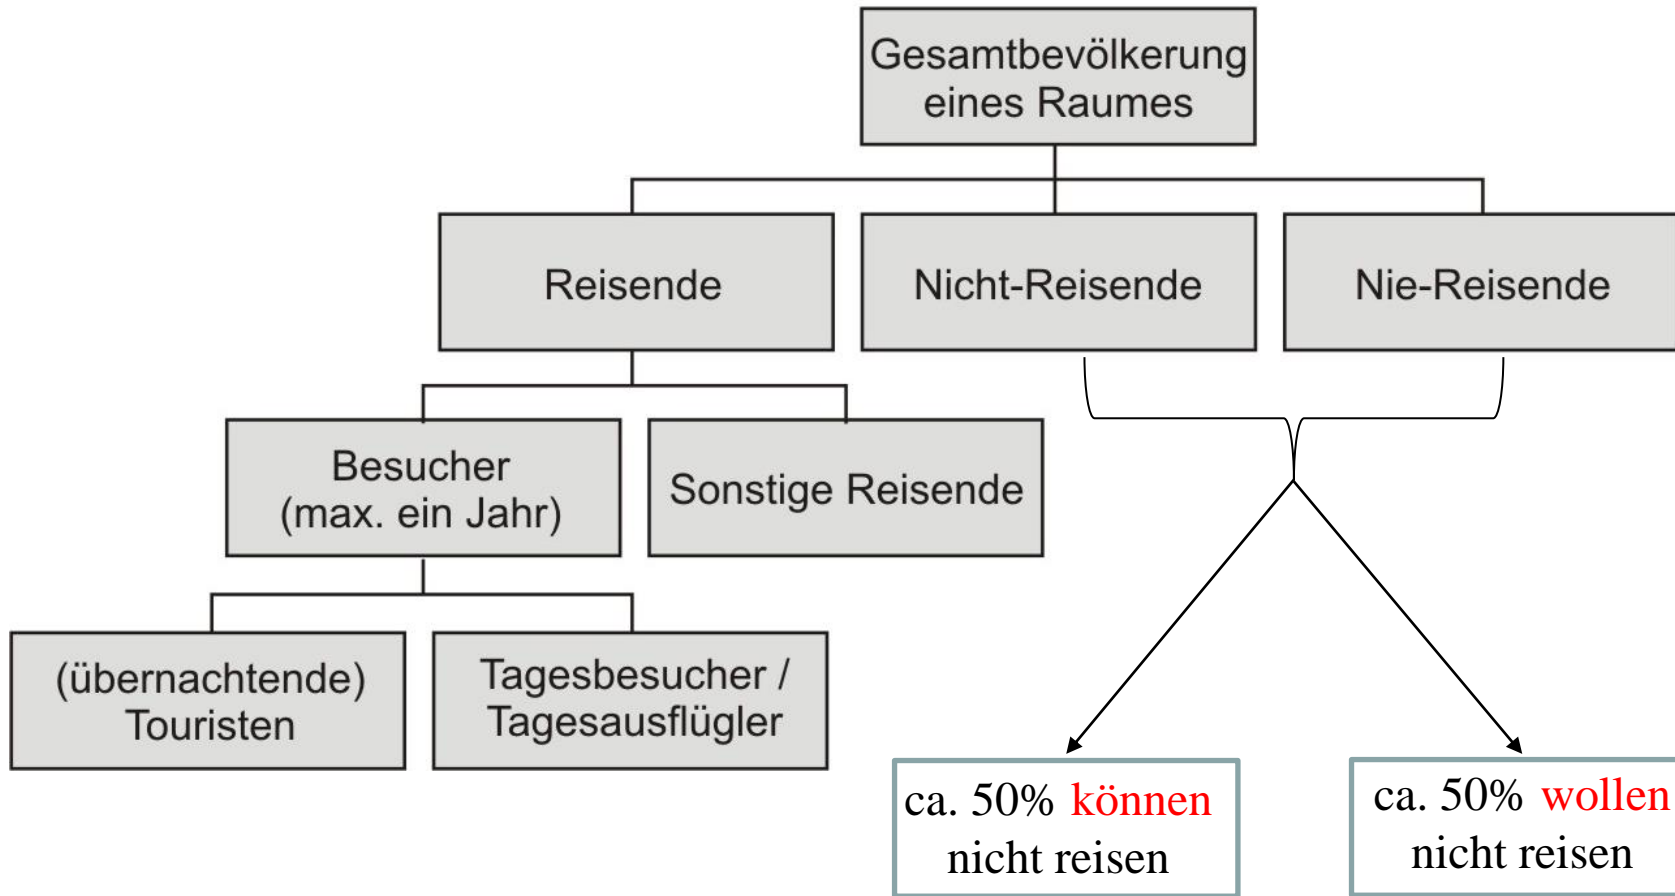 Gesamtbevölkerung
eines Raumes
Reisende
Nicht-Reisende
Nie-Reisende
Besucher
(max. ein Jahr)
Sonstige Reisende
(übernachtende)
Touristen
Tagesbesucher /
Tagesausflügler
ca. 50% können
nicht reisen
ca. 50% wollen
nicht reisen